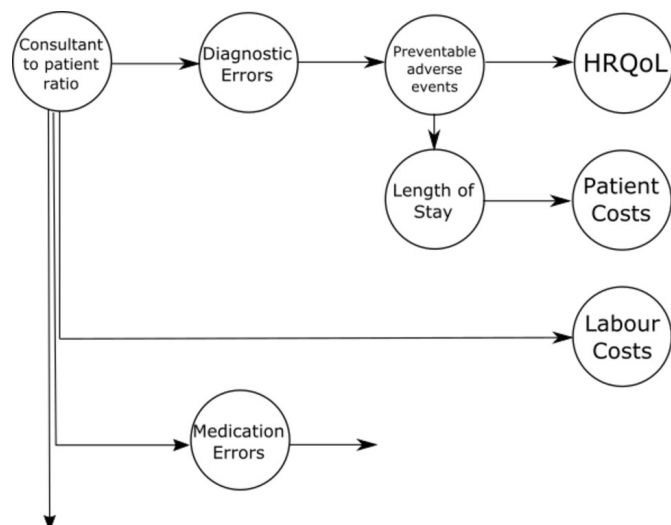 Consultant
to patient
ratio
Diagnostic
Errors
Preventable
adverse
events
HRQoL
Length of
Stay
Patient
Costs
Labour
Costs
Medication
Errors